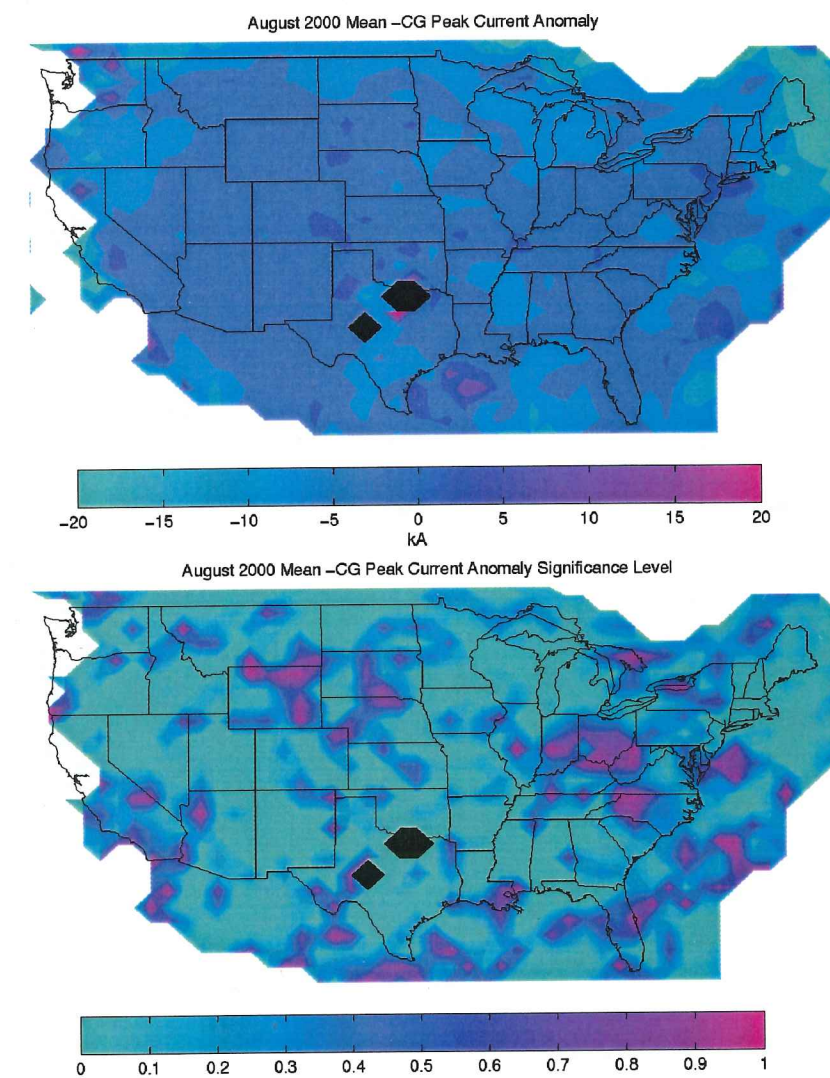 August 2000 Mean −CG Peak Current Anomaly
−20 −15 −10 −5 0 5 10 15 20
kA
August 2000 Mean −CG Peak Current Anomaly Significance Level
0 0.1 0.2 0.3 0.4 0.5 0.6 0.7 0.8 0.9 1